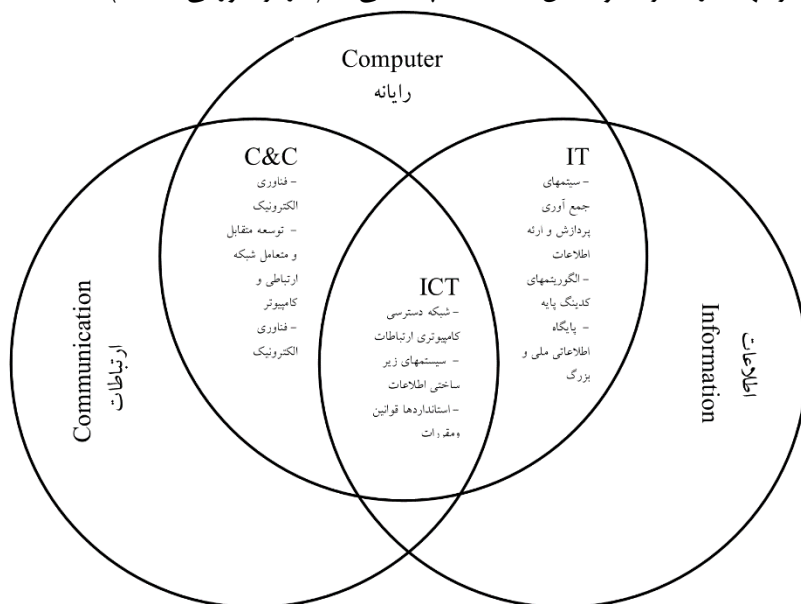 Computer
رایانه
C&C
- فناوری
الکترونیک
- توسعه متقابل
و متعامل شبکه
ارتباطی و
کامپیوتر
- فناوری
الکترونیک
IT
- سیتمهای
جمع آوری
پردازش و ارئه
اطلاعات
- الگوریتمهای
کدینگ پایه
- پایگاه
اطلاعاتی ملی و
بزرگ
ICT
- شبکه دسترسی
کامپیوتری ارتباطات
- سیستمهای زیر
ساختی اطلاعات
- استانداردها قوانین
ومقررات
Communication
ارتباطات
Information
اطلاعات